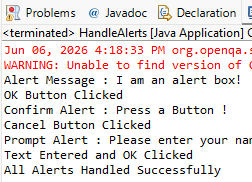 Problems @ Javadoc Declaration
<terminated> HandleAlerts [Java Application]
Jun 06, 2026 4:18:33 PM org.openqa.s
WARNING: Unable to find version of
Alert Message : I am an alert box!
OK Button Clicked
Confirm Alert : Press a Button !
Cancel Button Clicked
Prompt Alert : Please enter your nam
Text Entered and OK Clicked
All Alerts Handled Successfully